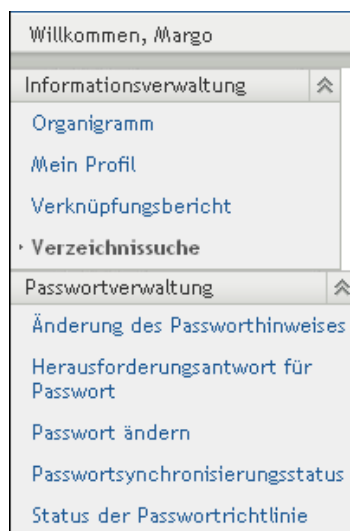 Willkommen, Margo
Informationsverwaltung
Organigramm
Mein Profil
Verknüpfungsbericht
Verzeichnissuche
Passwortverwaltung
Änderung des Passworthinweises
Herausforderungsantwort für
Passwort
Passwort ändern
Passwortsynchronisierungsstatus
Status der Passwortrichtlinie